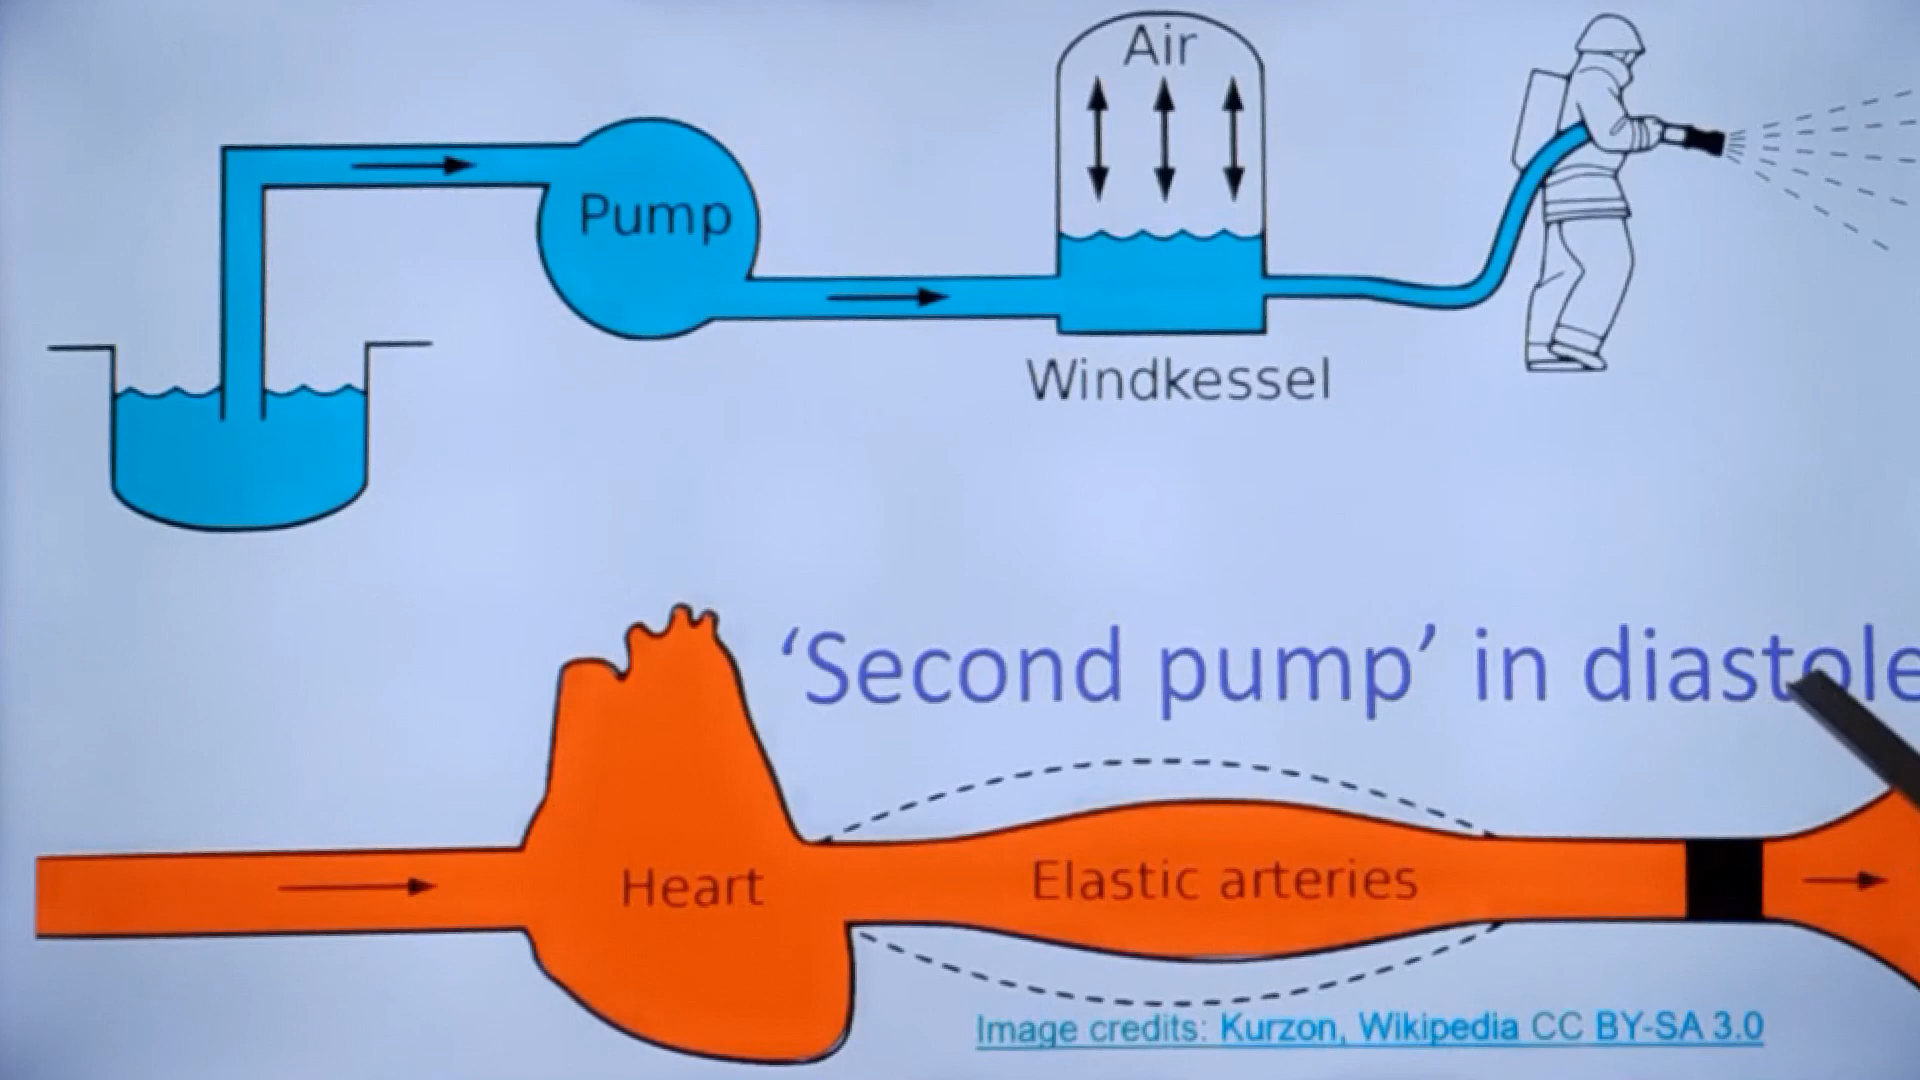 Air
Pump
Windkessel
‘Second pump’ in diastole
Heart
Elastic arteries
Image credits: Kurzon, Wikipedia CC BY-SA 3.0